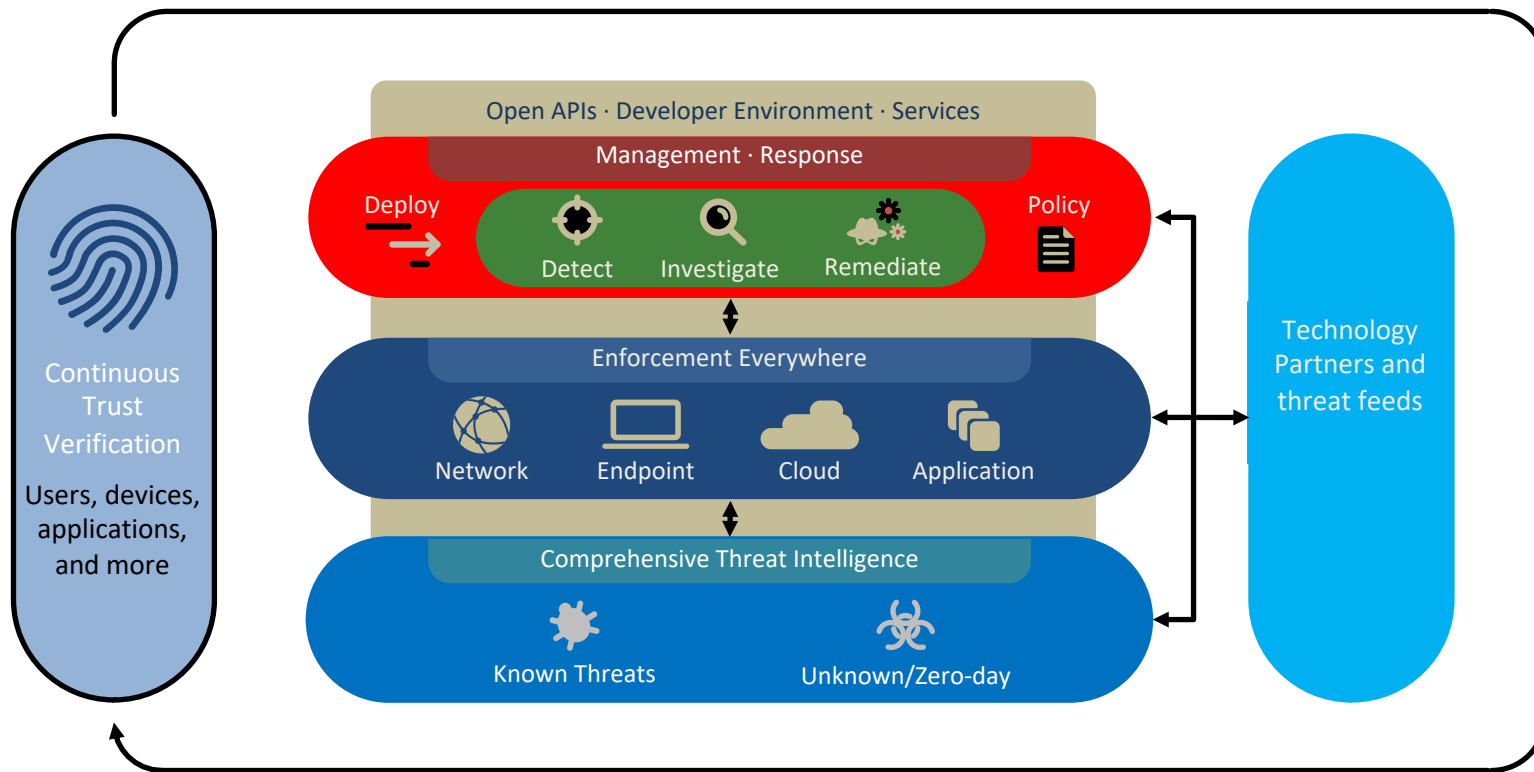 Open APIs · Developer Environment · Services
Management · Response
Deploy
Detect
Investigate
Remediate
Policy
Continuous
Trust
Verification
Users, devices,
applications,
and more
Enforcement Everywhere
Network
Endpoint
Cloud
Application
Comprehensive Threat Intelligence
Known Threats
Unknown/Zero-day
Technology
Partners and
threat feeds